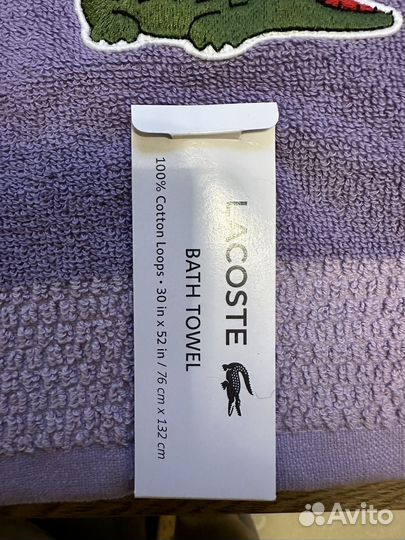 LACOSTE
BATH TOWEL
100% Cotton Loops • 30 in x 52 in / 76 cm x 132 cm
Avito